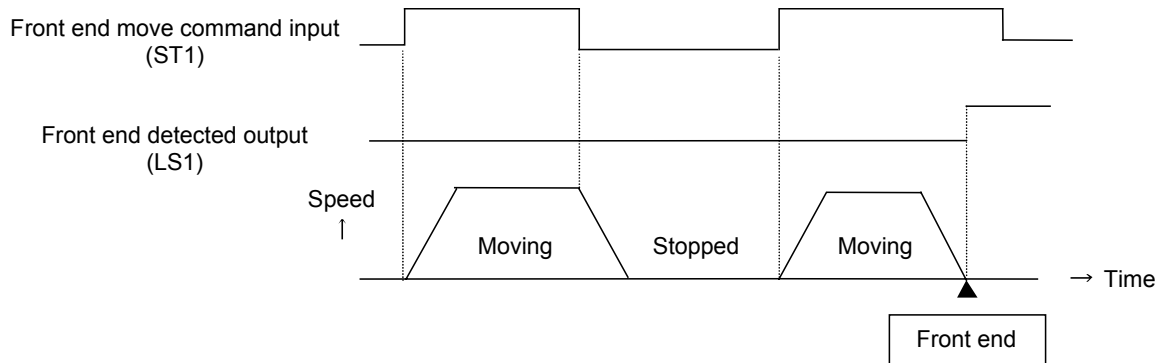 Front end move command input
(ST1)
Front end detected output
(LS1)
Speed
↑
Moving
Stopped
Moving
→ Time
Front end